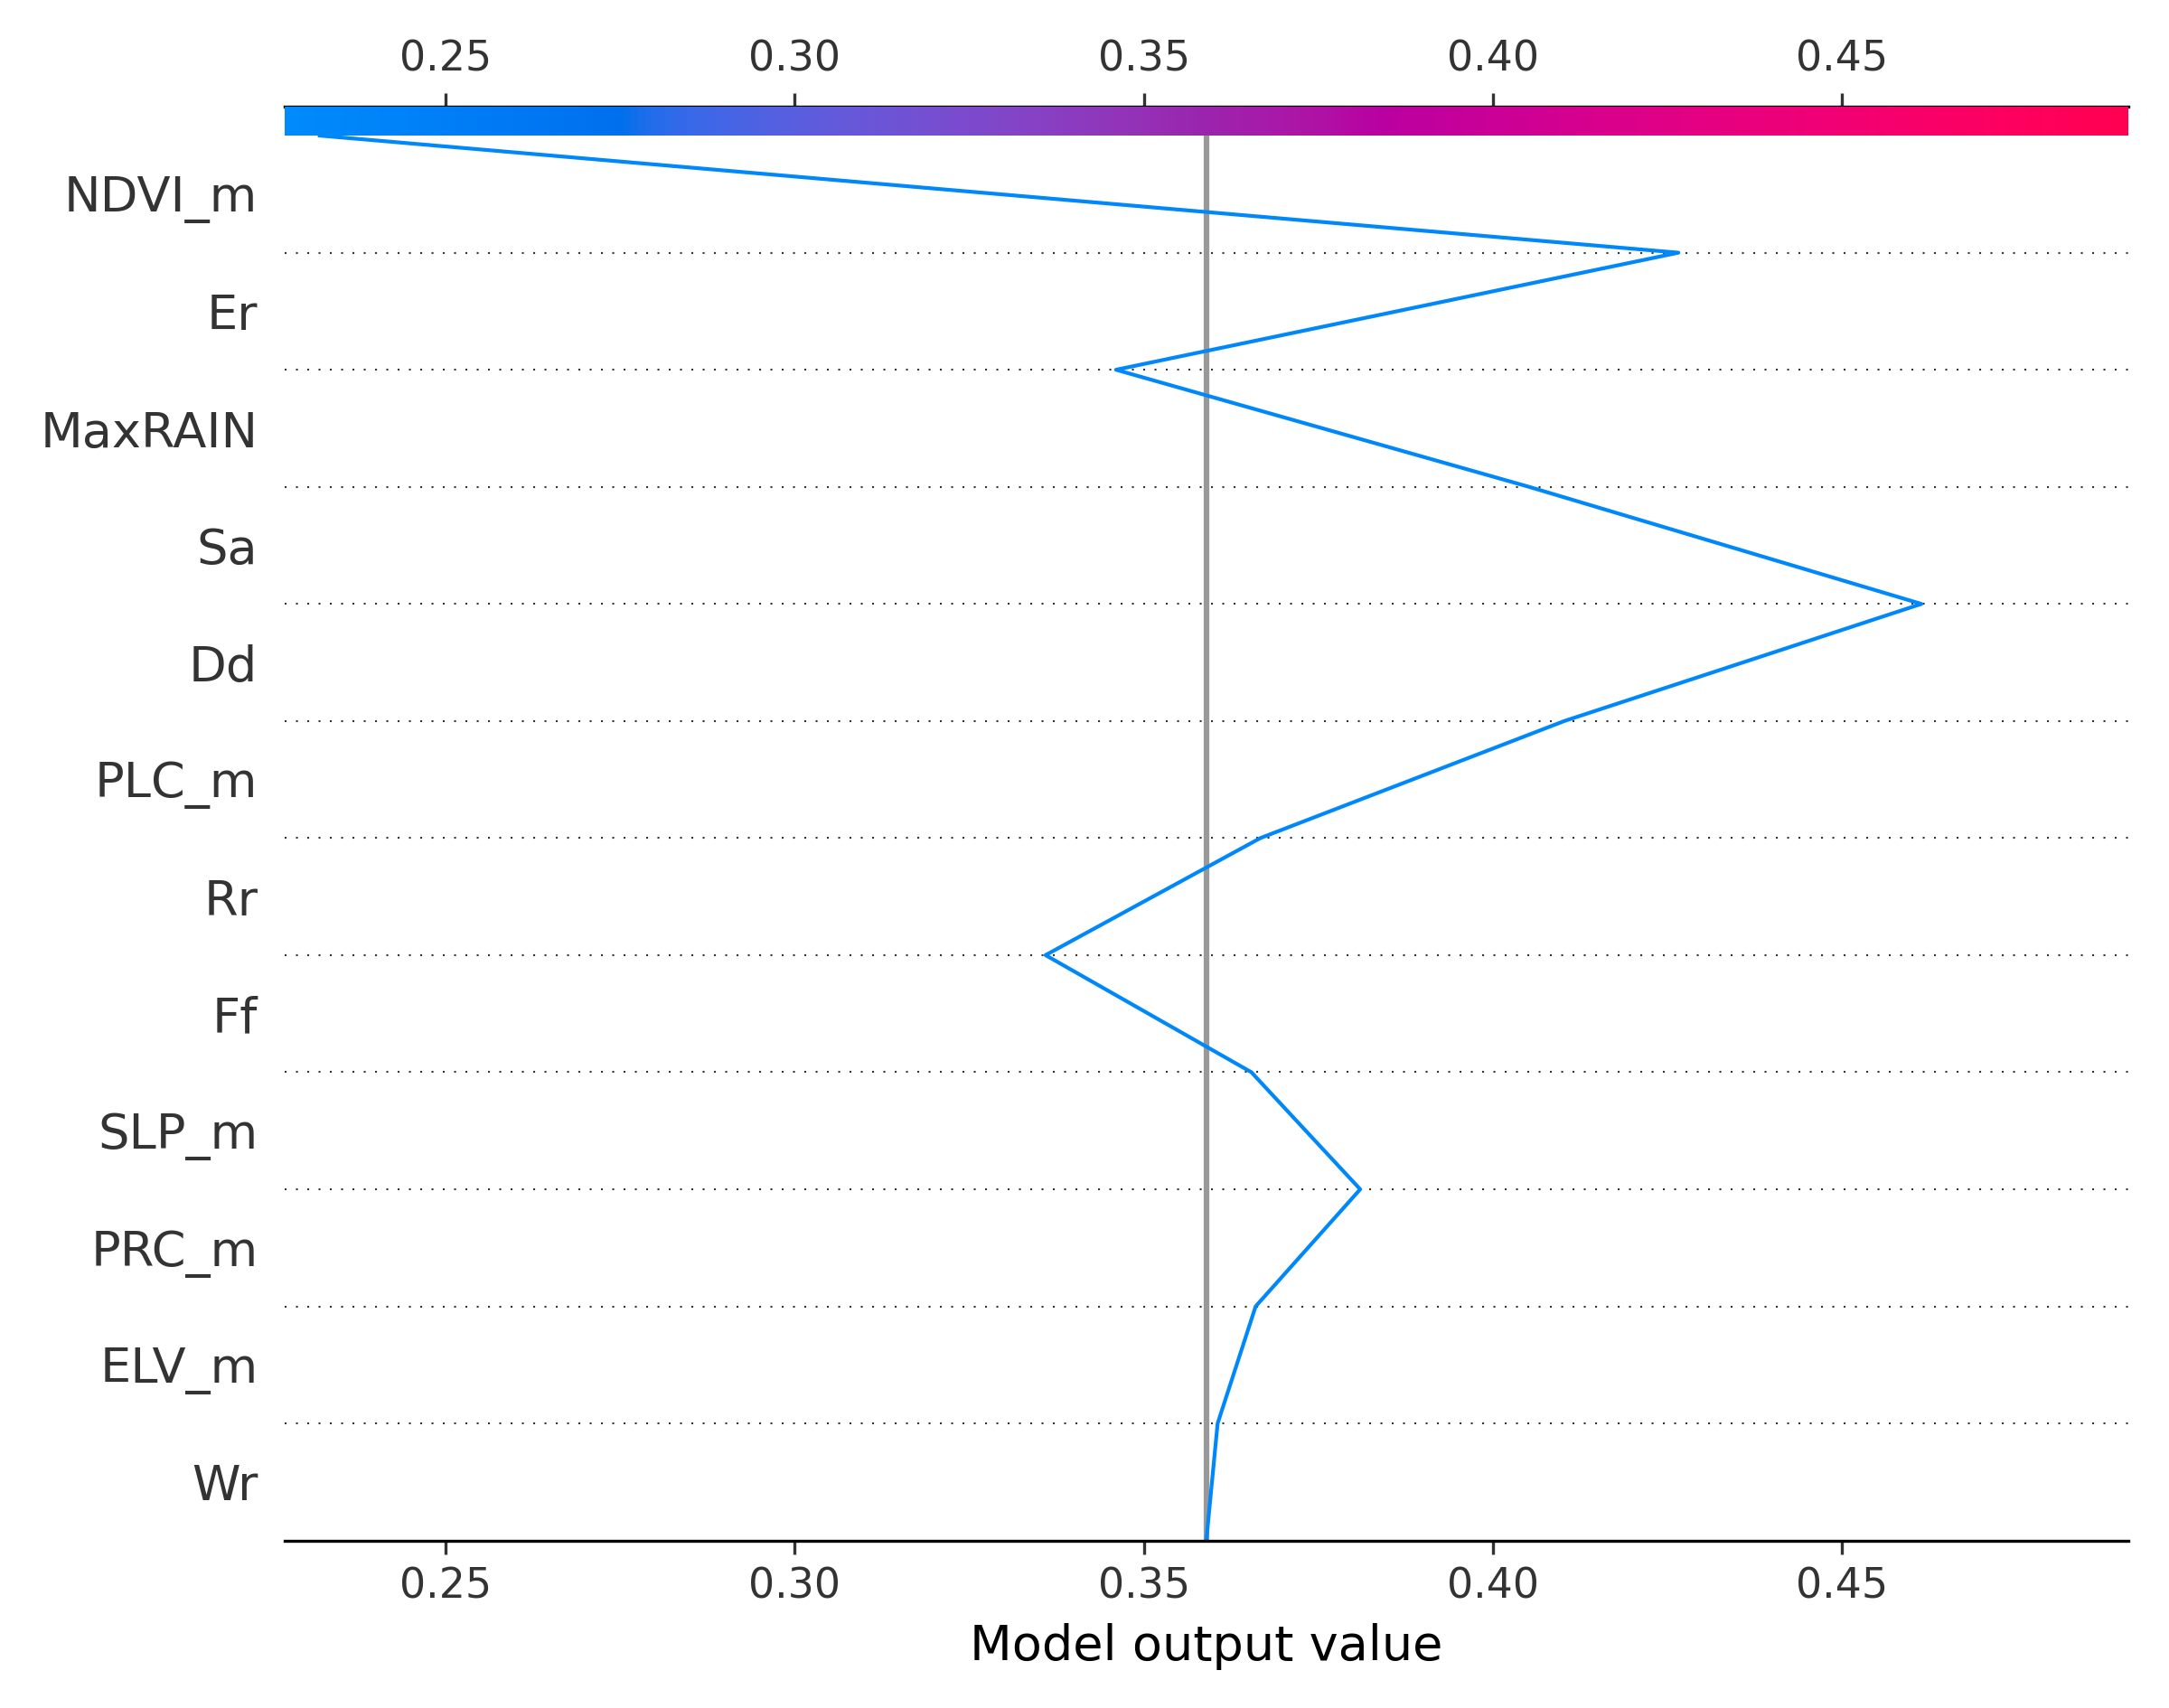 0.25 0.30 0.35 0.40 0.45
NDVI_m
Er
MaxRAIN
Sa
Dd
PLC_m
Rr
Ff
SLP_m
PRC_m
ELV_m
Wr
0.25 0.30 0.35 0.40 0.45
Model output value